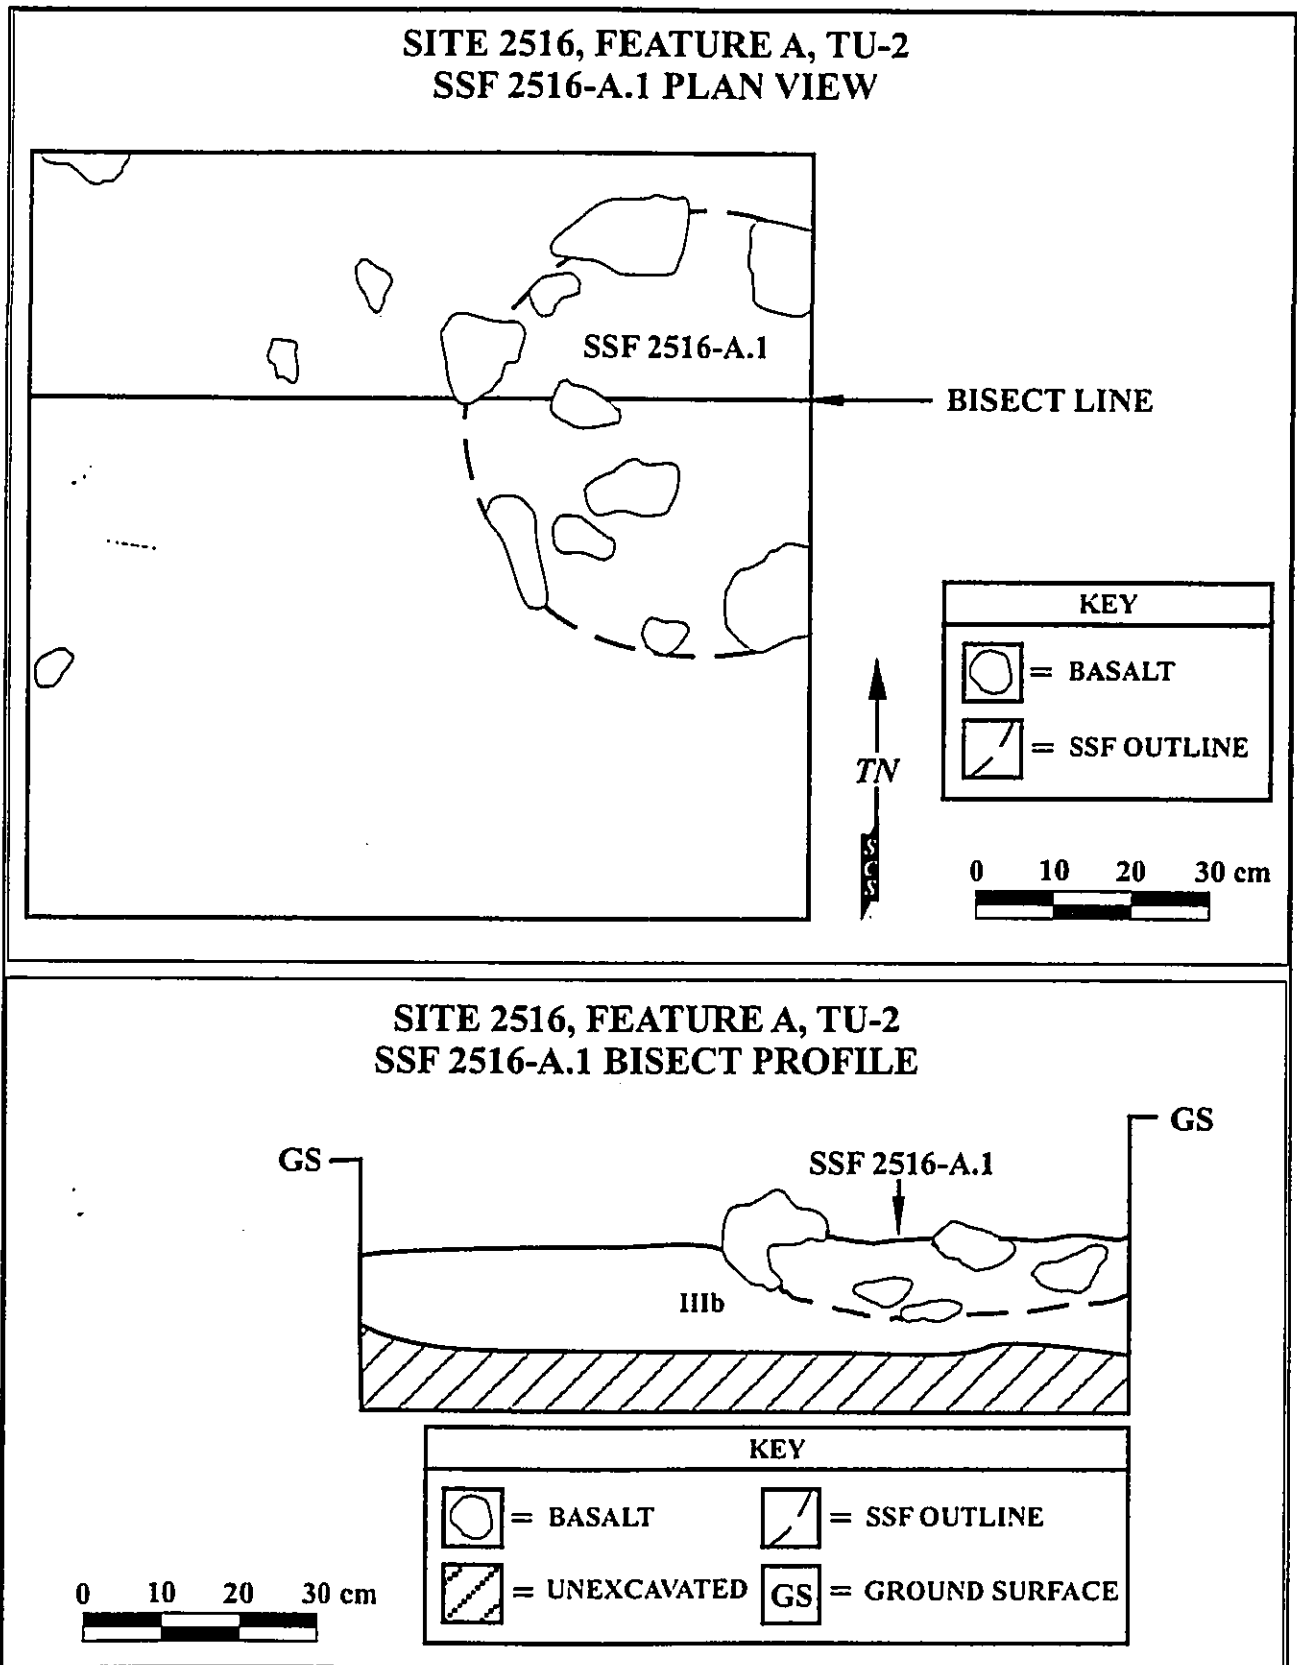 SITE 2516, FEATURE A, TU-2
SSF 2516-A.1 PLAN VIEW
SSF 2516-A.1
BISECT LINE
KEY
= BASALT
= SSF OUTLINE
TN
SCS
0 10 20 30 cm
SITE 2516, FEATURE A, TU-2
SSF 2516-A.1 BISECT PROFILE
GS
GS
SSF 2516-A.1
IIIb
KEY
= BASALT
= SSF OUTLINE
= UNEXCAVATED
GS = GROUND SURFACE
0 10 20 30 cm